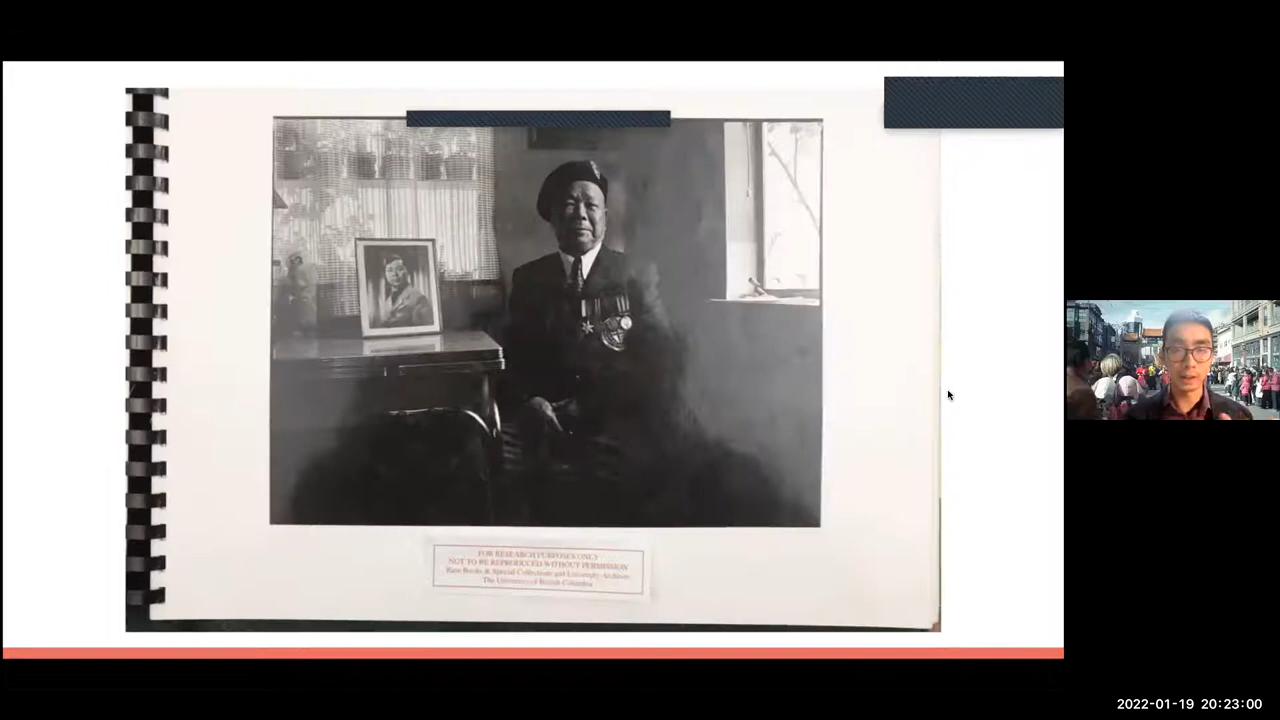 FOR RESEARCH PURPOSES ONLY
NOT TO BE REPRODUCED WITHOUT PERMISSION
Rare Books & Special Collections and University Archives
The University of British Columbia
2022-01-19 20:23:00